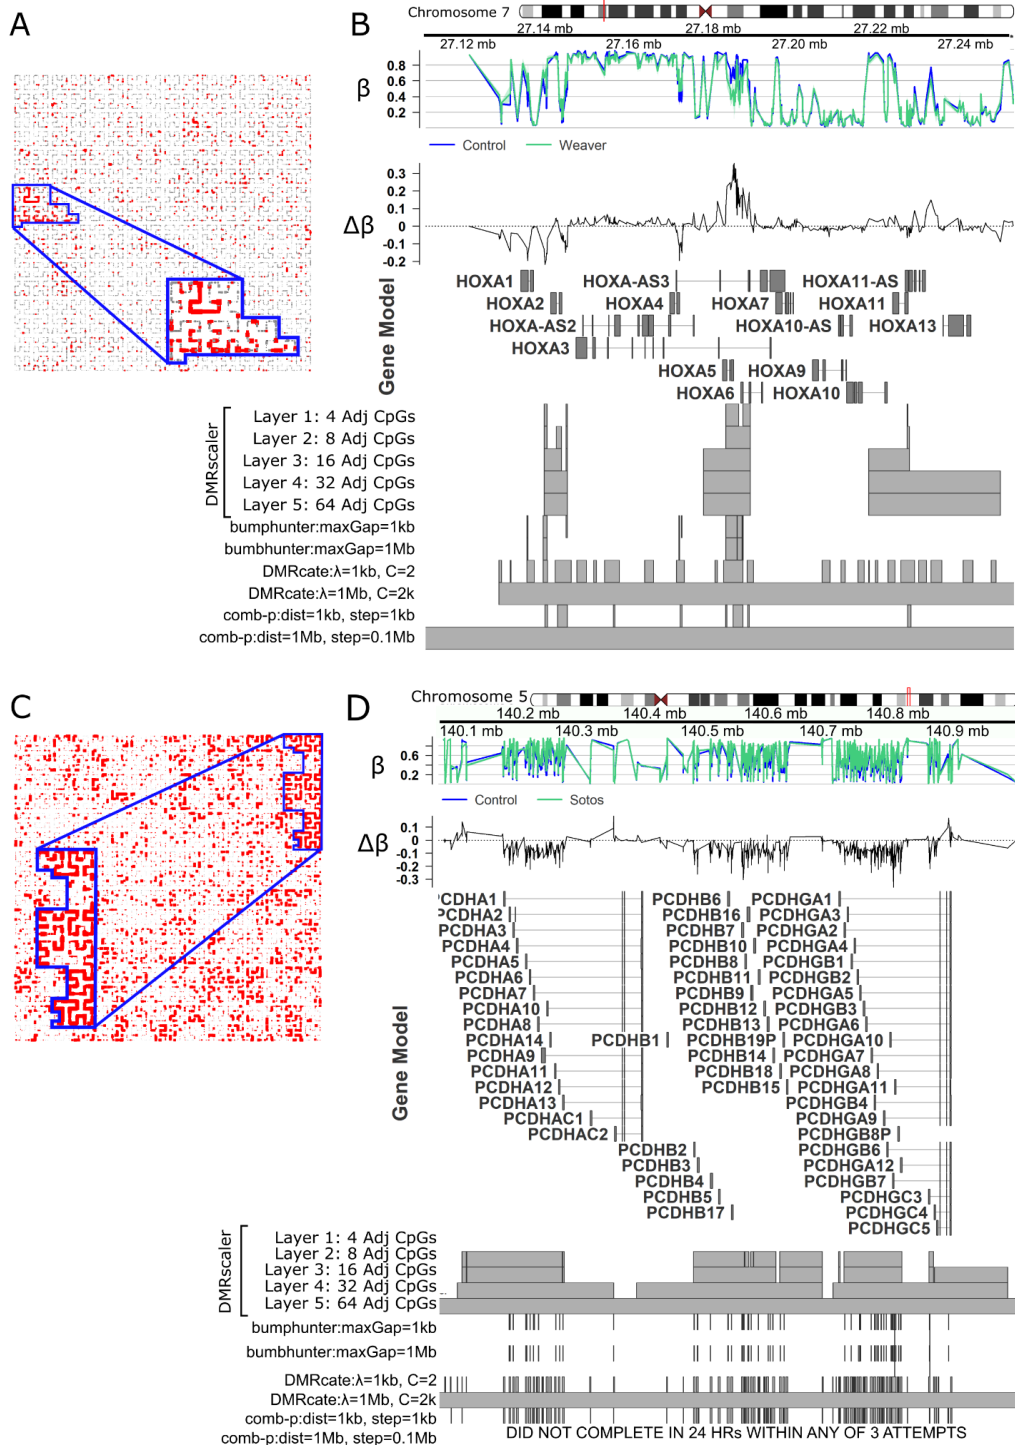 A
B
Chromosome 7
27.14 mb 27.18 mb 27.22 mb
27.12 mb 27.16 mb 27.20 mb 27.24 mb
β
0.8
0.6
0.4
0.2
Control Weaver
Δβ
0.3
0.2
0.1
0
-0.1
-0.2
Gene Model
HOXA1 HOXA-AS3 HOXA11-AS
HOXA2 HOXA4 HOXA7 HOXA11
HOXA-AS2 HOXA10-AS HOXA13
HOXA3
HOXA5 HOXA9
HOXA6 HOXA10
DMRscaler
Layer 1: 4 Adj CpGs
Layer 2: 8 Adj CpGs
Layer 3: 16 Adj CpGs
Layer 4: 32 Adj CpGs
Layer 5: 64 Adj CpGs
bumphunter:maxGap=1kb
bumbhunter:maxGap=1Mb
DMRcate:λ=1kb, C=2
DMRcate:λ=1Mb, C=2k
comb-p:dist=1kb, step=1kb
comb-p:dist=1Mb, step=0.1Mb
C
D
Chromosome 5
140.2 mb 140.4 mb 140.6 mb 140.8 mb
140.1 mb 140.3 mb 140.5 mb 140.7 mb 140.9 mb
β
0.6
0.4
0.2
Control Sotos
Δβ
0.1
0
-0.1
-0.2
-0.3
Gene Model
PCDHA1 PCDHB6 PCDHGA1
PCDHA2 PCDHB16 PCDHGA3
PCDHA3 PCDHB7 PCDHGA2
PCDHA4 PCDHB10 PCDHGA4
PCDHA5 PCDHB8 PCDHGB1
PCDHA6 PCDHB11 PCDHGB2
PCDHA7 PCDHB9 PCDHGA5
PCDHA10 PCDHB12 PCDHGB3
PCDHA8 PCDHB13 PCDHGA6
PCDHA14 PCDHB1 PCDHB19P PCDHGA10
PCDHA9 PCDHB14 PCDHGA7
PCDHA11 PCDHB18 PCDHGA8
PCDHA12 PCDHB15 PCDHGA11
PCDHA13 PCDHGB4
PCDHAC1 PCDHGA9
PCDHAC2 PCDHGB8P
PCDHB2 PCDHGB6
PCDHB3 PCDHGA12
PCDHB4 PCDHGB7
PCDHB5 PCDHGC3
PCDHB17 PCDHGC4
PCDHGC5
DMRscaler
Layer 1: 4 Adj CpGs
Layer 2: 8 Adj CpGs
Layer 3: 16 Adj CpGs
Layer 4: 32 Adj CpGs
Layer 5: 64 Adj CpGs
bumphunter:maxGap=1kb
bumbhunter:maxGap=1Mb
DMRcate:λ=1kb, C=2
DMRcate:λ=1Mb, C=2k
comb-p:dist=1kb, step=1kb
comb-p:dist=1Mb, step=0.1Mb
DID NOT COMPLETE IN 24 HRs WITHIN ANY OF 3 ATTEMPTS